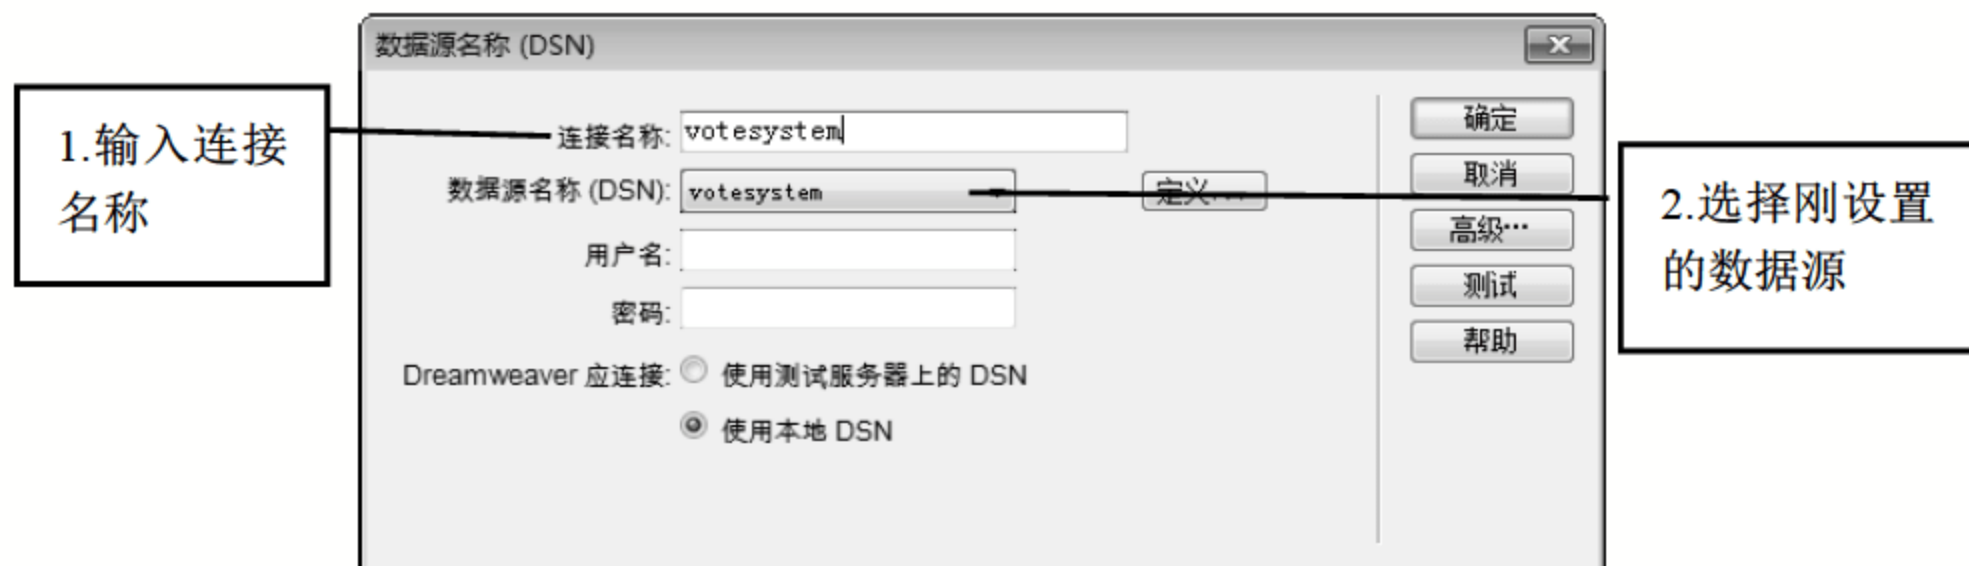 数据源名称 (DSN)
1.输入连接
名称
连接名称: votesystem
数据源名称 (DSN): votesystem
定义...
用户名:
密码:
Dreamweaver 应连接: 使用测试服务器上的 DSN
使用本地 DSN
确定
取消
高级…
测试
帮助
2.选择刚设置
的数据源